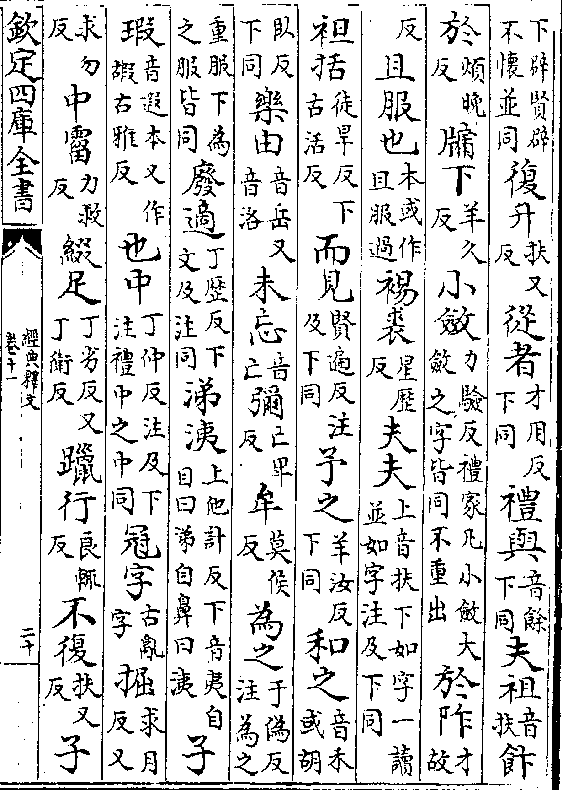 下辟賢辟不懷並同復升扶又反從者才用反下同禮與音餘下同夫祖音扶飰
於煩晚反牖下羊久反小斂力驗反禮家凡小斂大斂之字皆同不重出於阼才故
反且服也本或作且服過裼裘星歷反夫夫上音扶下如字一讀並如字注及下同
袒括徒旱反下古活反而見賢遍反注及下同予之羊汝反下同和之音禾或胡
臥反下同樂由音岳又音洛未忘音亡彌亡畀反牟莫侯反為之于偽反注為之
重服下為之服皆同廢適丁歷反下文及注同涕洟上他計反下音夷自目曰涕自鼻曰洟子
瑕音遐本又作嘏古雅反也中丁仲反注及下注禮中之中同冠字古亂字掘求月反又
求勿反中霤力救反綴足丁劣反又丁衛反躐行良輒反不復扶又反子
欽定四庫全書
經典釋文
卷十一
二十